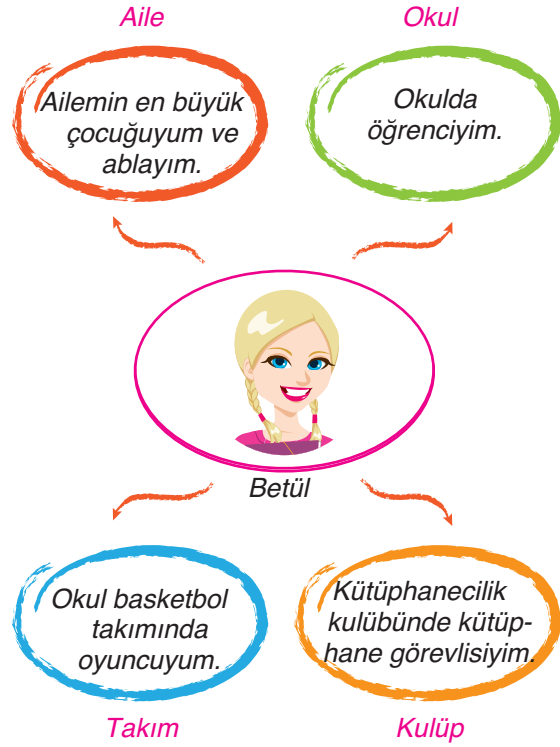 Aile
Ailemin en büyük
çocuğuyum ve
ablayım.
Okul
Okulda
öğrenciyim.
Betül
Okul basketbol
takımında
oyuncuyum.
Takım
Kütüphanecilik
kulübünde kütüp-
hane görevlisiyim.
Kulüp